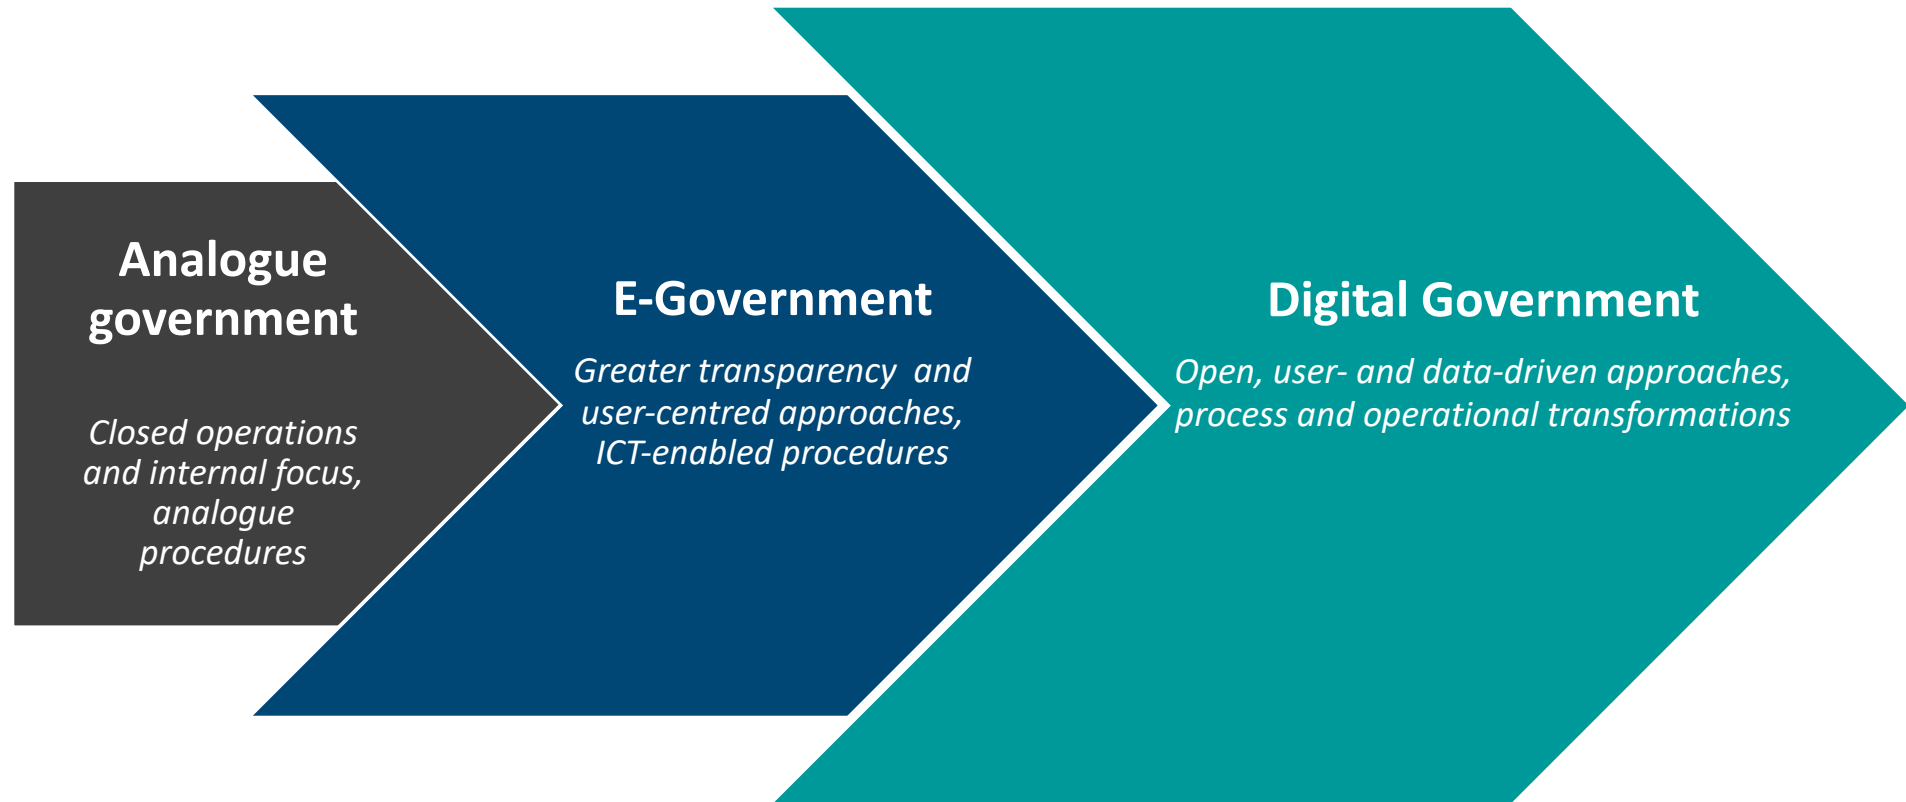 Analogue
government
Closed operations
and internal focus,
analogue
procedures
E-Government
Greater transparency  and
user-centred approaches,
ICT-enabled procedures
Digital Government
Open, user- and data-driven approaches,
process and operational transformations